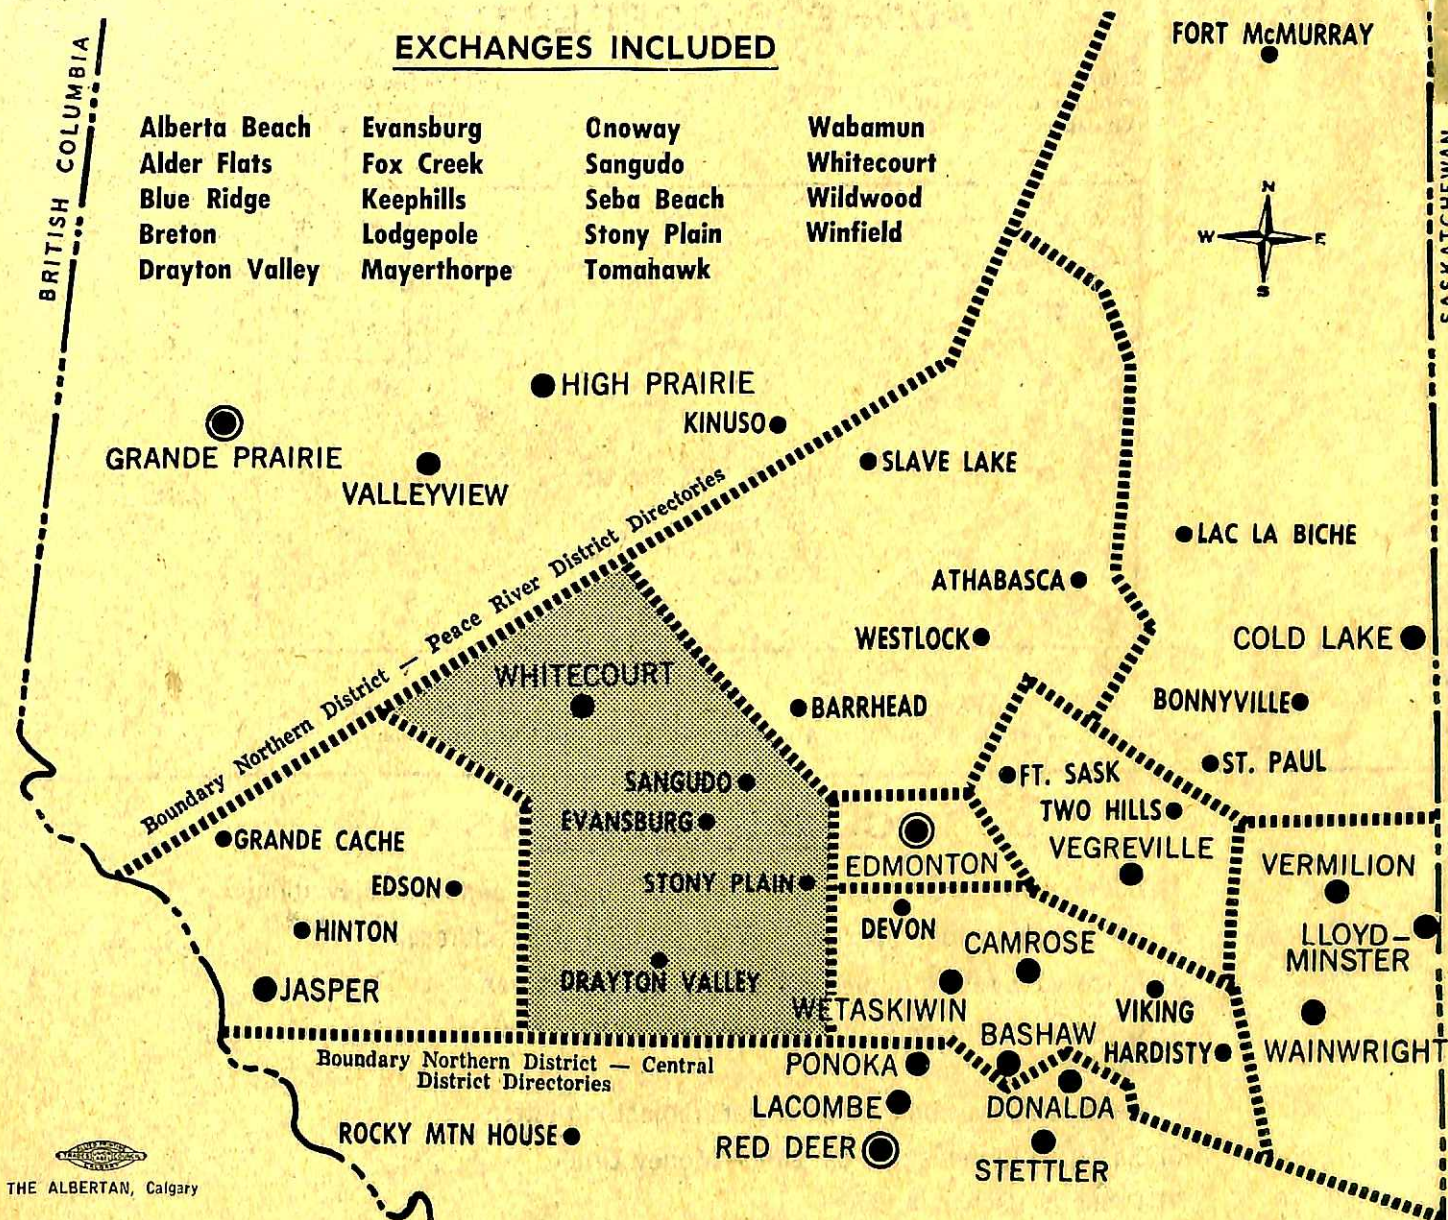 EXCHANGES INCLUDED
Alberta Beach
Alder Flats
Blue Ridge
Breton
Drayton Valley
Evansburg
Fox Creek
Keephills
Lodgepole
Mayerthorpe
Onoway
Sangudo
Seba Beach
Stony Plain
Tomahawk
Wabamun
Whitecourt
Wildwood
Winfield
BRITISH COLUMBIA
FORT McMURRAY
SASKATCHEWAN
N
W
E
S
HIGH PRAIRIE
KINUSO
GRANDE PRAIRIE
VALLEYVIEW
SLAVE LAKE
Boundary Northern District — Peace River District Directories
LAC LA BICHE
ATHABASCA
WESTLOCK
COLD LAKE
WHITECOURT
BARRHEAD
BONNYVILLE
SANGUDO
FT. SASK
ST. PAUL
EVANSBURG
TWO HILLS
GRANDE CACHE
EDMONTON
VEGREVILLE
VERMILION
EDSON
STONY PLAIN
DEVON
HINTON
CAMROSE
LLOYD-
MINSTER
JASPER
DRAYTON VALLEY
WETASKIWIN
VIKING
BASHAW
HARDISTY
WAINWRIGHT
Boundary Northern District — Central
District Directories
PONOKA
LACOMBE
DONALDA
ROCKY MTN HOUSE
RED DEER
STETTLER
THE ALBERTAN, Calgary